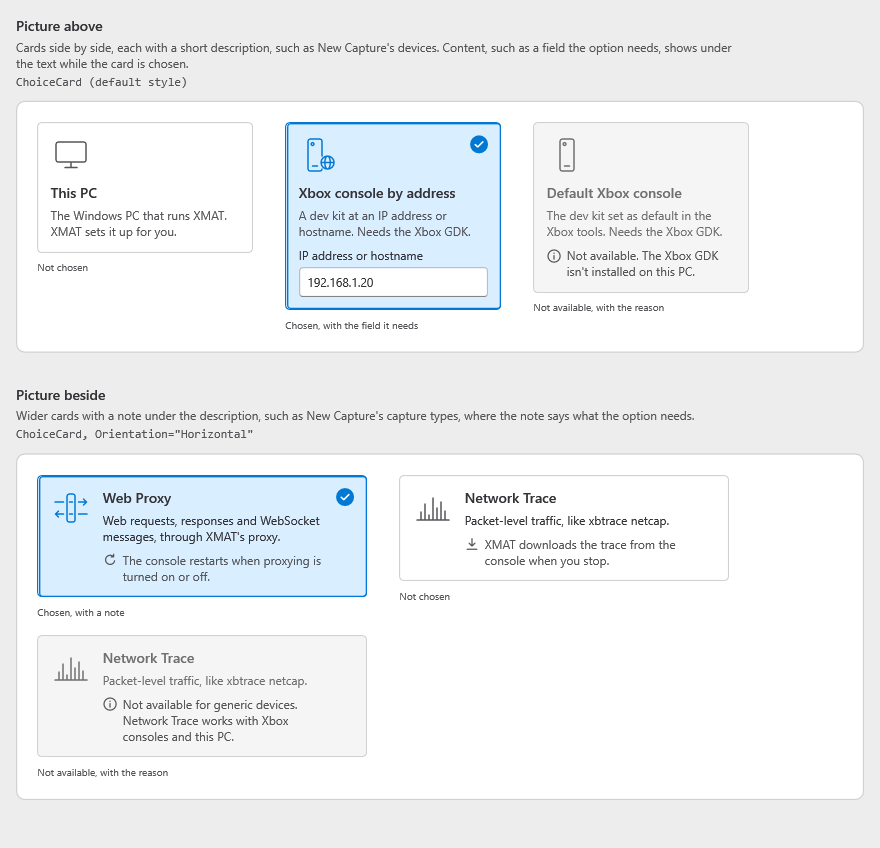 Picture above
Cards side by side, each with a short description, such as New Capture's devices. Content, such as a field the option needs, shows under
the text while the card is chosen.
ChoiceCard (default style)
This PC
The Windows PC that runs XMAT.
XMAT sets it up for you.
Not chosen
Xbox console by address
A dev kit at an IP address or
hostname. Needs the Xbox GDK.
IP address or hostname
192.168.1.20
Chosen, with the field it needs
Default Xbox console
The dev kit set as default in the
Xbox tools. Needs the Xbox GDK.
Not available. The Xbox GDK
isn't installed on this PC.
Not available, with the reason
Picture beside
Wider cards with a note under the description, such as New Capture's capture types, where the note says what the option needs.
ChoiceCard, Orientation="Horizontal"
Web Proxy
Web requests, responses and WebSocket
messages, through XMAT's proxy.
The console restarts when proxying is
turned on or off.
Chosen, with a note
Network Trace
Packet-level traffic, like xbtrace netcap.
XMAT downloads the trace from the
console when you stop.
Not chosen
Network Trace
Packet-level traffic, like xbtrace netcap.
Not available for generic devices.
Network Trace works with Xbox
consoles and this PC.
Not available, with the reason